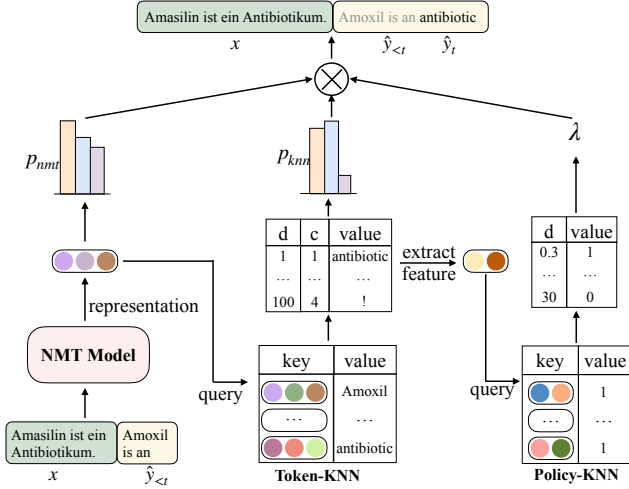 Amasilin ist ein Antibiotikum. Amoxil is an antibiotic
x ŷ<t ŷt
pnmt
pknn
λ
d c value
1 1 antibiotic
... ... ...
100 4 !
extract
feature
d value
0.3 1
... ...
30 0
representation
NMT Model
query
key value
Amoxil
... ...
antibiotic
Token-KNN
query
key value
1
... ...
1
Policy-KNN
Amasilin ist ein
Antibiotikum.
Amoxil
is an
x ŷ<t